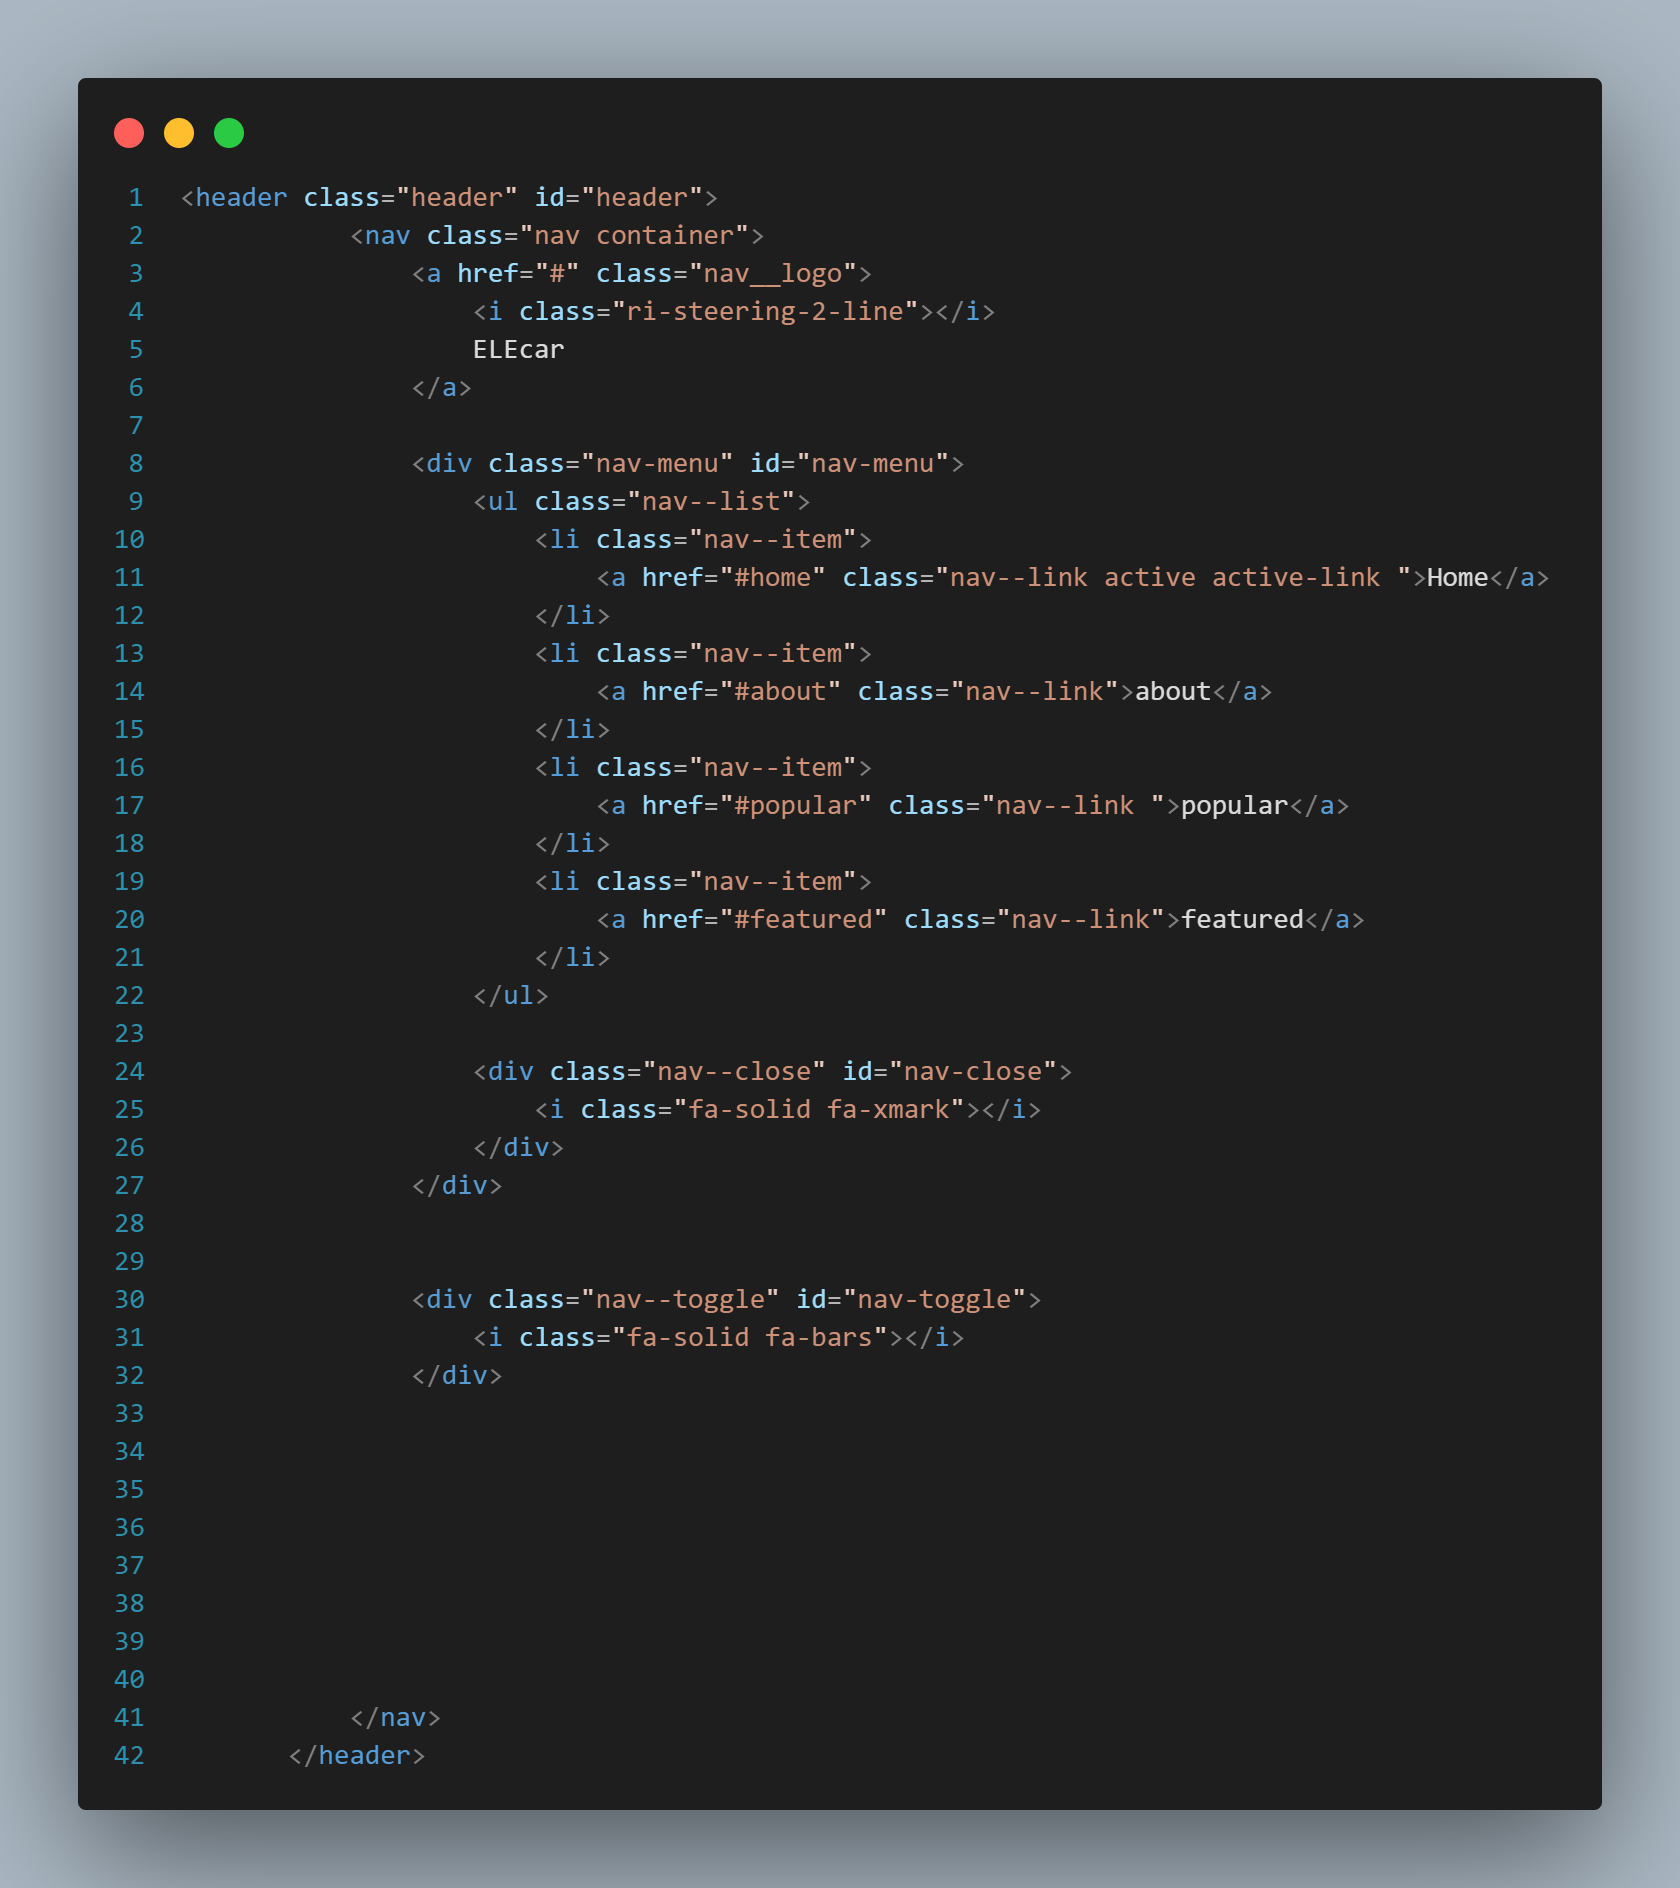 1 <header class="header" id="header">
2 <nav class="nav container">
3 <a href="#" class="nav__logo">
4 <i class="ri-steering-2-line"></i>
5 ELEcar
6 </a>
7
8 <div class="nav-menu" id="nav-menu">
9 <ul class="nav--list">
10 <li class="nav--item">
11 <a href="#home" class="nav--link active active-link ">Home</a>
12 </li>
13 <li class="nav--item">
14 <a href="#about" class="nav--link">about</a>
15 </li>
16 <li class="nav--item">
17 <a href="#popular" class="nav--link ">popular</a>
18 </li>
19 <li class="nav--item">
20 <a href="#featured" class="nav--link">featured</a>
21 </li>
22 </ul>
23
24 <div class="nav--close" id="nav-close">
25 <i class="fa-solid fa-xmark"></i>
26 </div>
27 </div>
28
29
30 <div class="nav--toggle" id="nav-toggle">
31 <i class="fa-solid fa-bars"></i>
32 </div>
33
34
35
36
37
38
39
40
41 </nav>
42 </header>